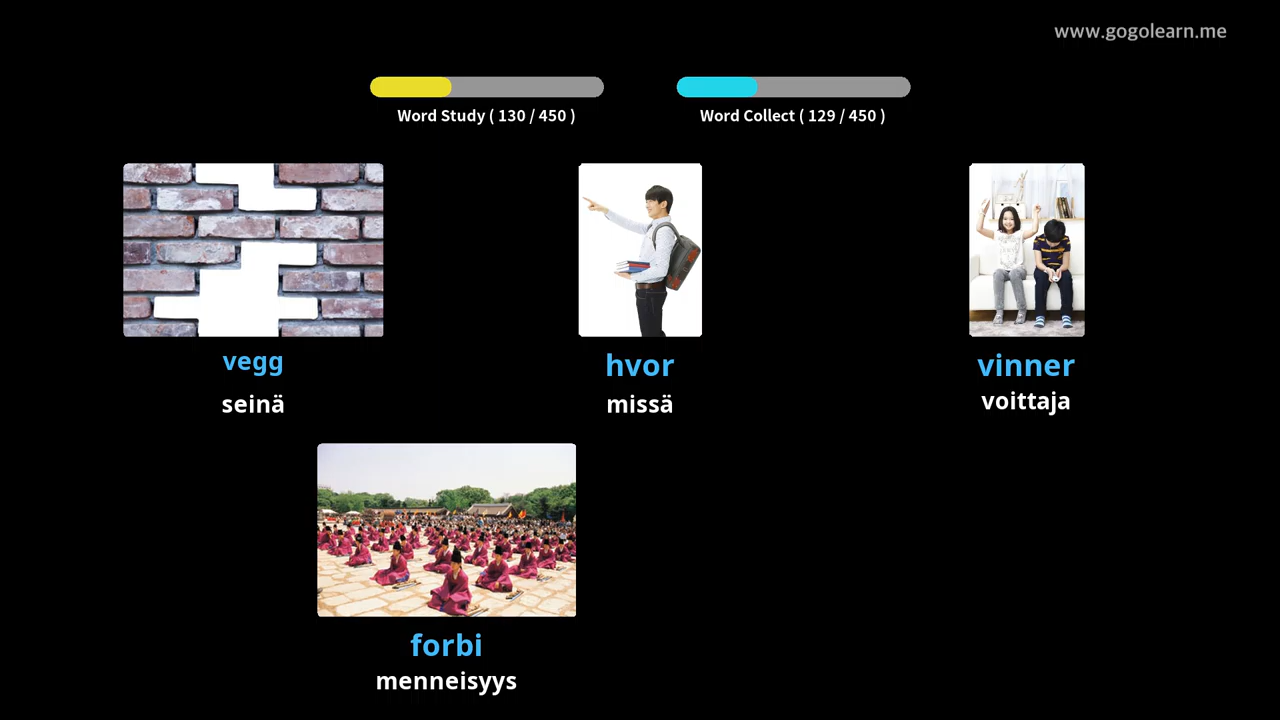 www.gogolearn.me
Word Study ( 130 / 450 )
Word Collect ( 129 / 450 )
vegg
seinä
hvor
missä
vinner
voittaja
forbi
menneisyys